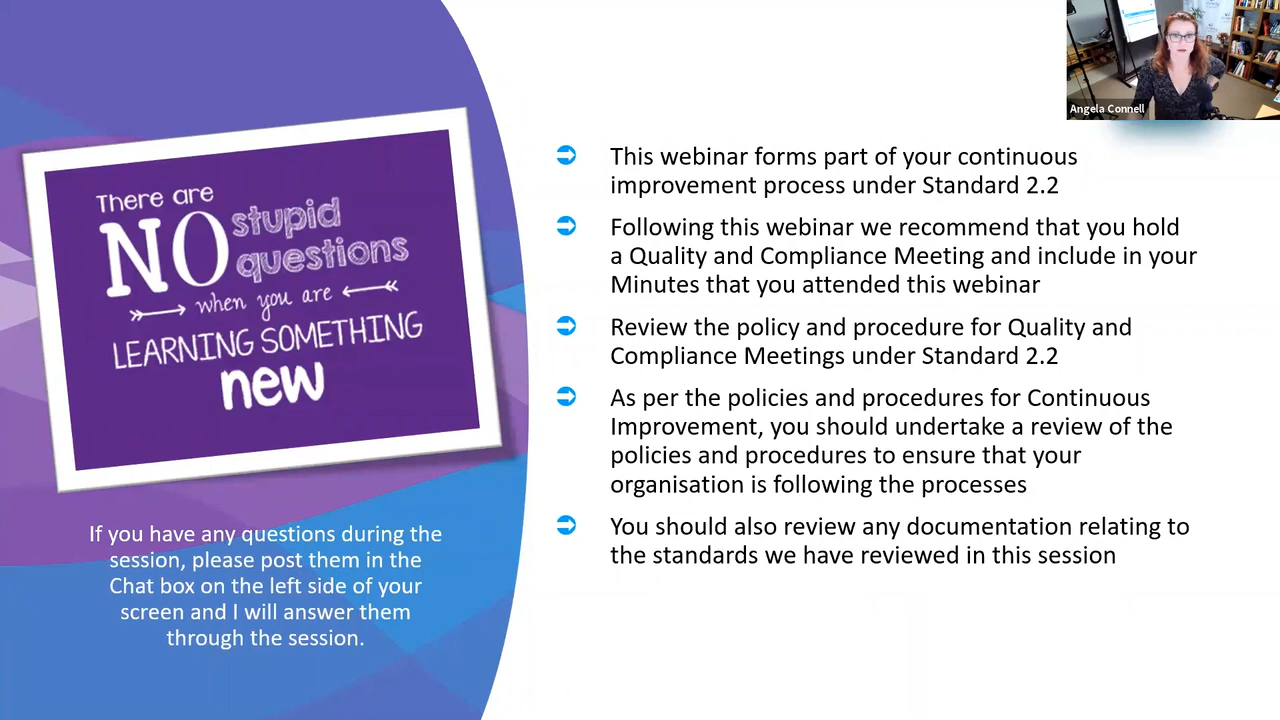 There are
NO stupid
questions
when you are
LEARNING SOMETHING
new
If you have any questions during the
session, please post them in the
Chat box on the left side of your
screen and I will answer them
through the session.
This webinar forms part of your continuous
improvement process under Standard 2.2
Following this webinar we recommend that you hold
a Quality and Compliance Meeting and include in your
Minutes that you attended this webinar
Review the policy and procedure for Quality and
Compliance Meetings under Standard 2.2
As per the policies and procedures for Continuous
Improvement, you should undertake a review of the
policies and procedures to ensure that your
organisation is following the processes
You should also review any documentation relating to
the standards we have reviewed in this session
Angela Connell